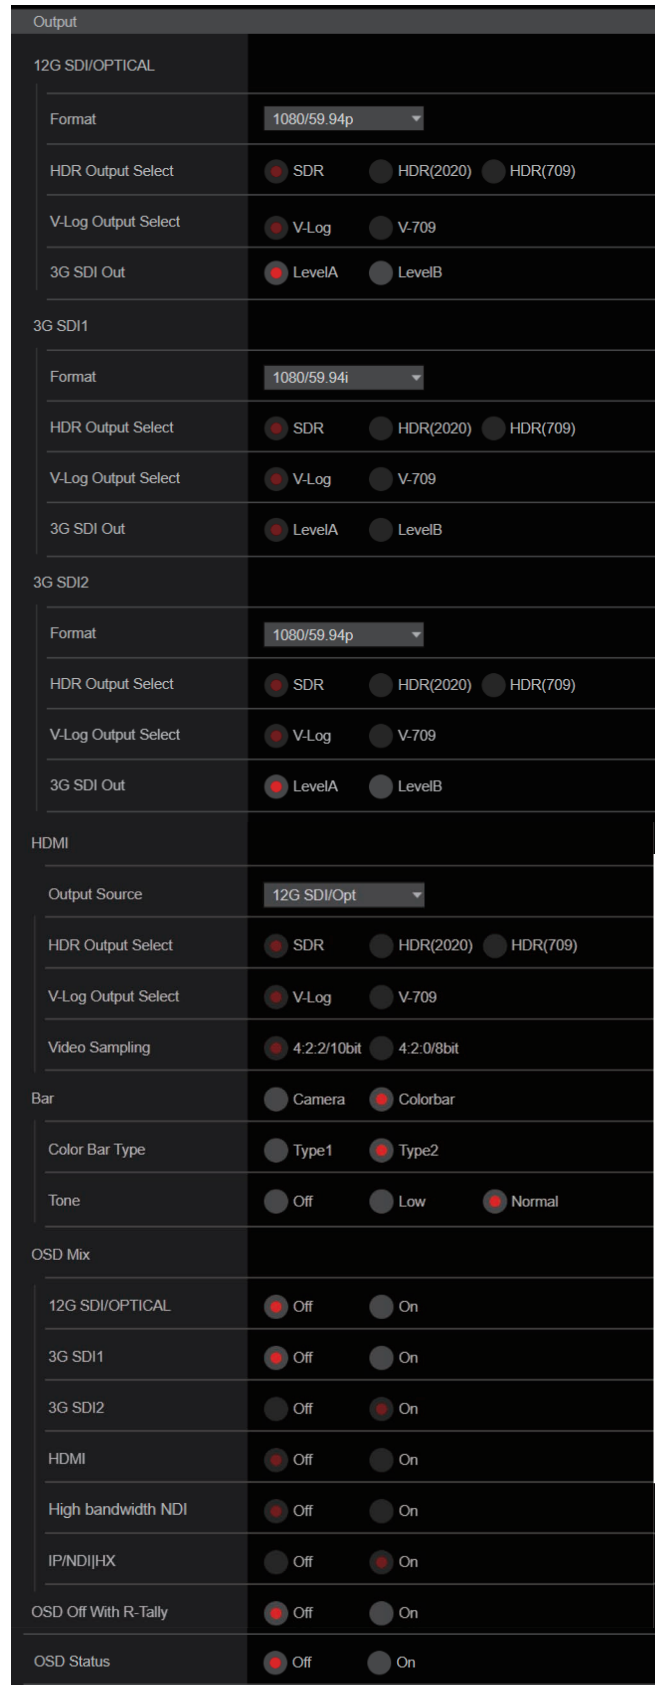 Output
12G SDI/OPTICAL
Format 1080/59.94p
HDR Output Select SDR HDR(2020) HDR(709)
V-Log Output Select V-Log V-709
3G SDI Out LevelA LevelB
3G SDI1
Format 1080/59.94i
HDR Output Select SDR HDR(2020) HDR(709)
V-Log Output Select V-Log V-709
3G SDI Out LevelA LevelB
3G SDI2
Format 1080/59.94p
HDR Output Select SDR HDR(2020) HDR(709)
V-Log Output Select V-Log V-709
3G SDI Out LevelA LevelB
HDMI
Output Source 12G SDI/Opt
HDR Output Select SDR HDR(2020) HDR(709)
V-Log Output Select V-Log V-709
Video Sampling 4:2:2/10bit 4:2:0/8bit
Bar Camera Colorbar
Color Bar Type Type1 Type2
Tone Off Low Normal
OSD Mix
12G SDI/OPTICAL Off On
3G SDI1 Off On
3G SDI2 Off On
HDMI Off On
High bandwidth NDI Off On
IP/NDI|HX Off On
OSD Off With R-Tally Off On
OSD Status Off On